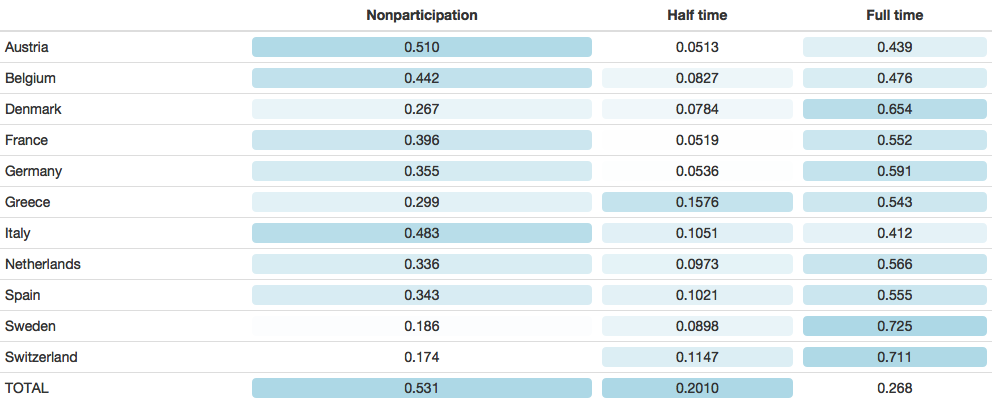 Nonparticipation Half time Full time
Austria 0.510 0.0513 0.439
Belgium 0.442 0.0827 0.476
Denmark 0.267 0.0784 0.654
France 0.396 0.0519 0.552
Germany 0.355 0.0536 0.591
Greece 0.299 0.1576 0.543
Italy 0.483 0.1051 0.412
Netherlands 0.336 0.0973 0.566
Spain 0.343 0.1021 0.555
Sweden 0.186 0.0898 0.725
Switzerland 0.174 0.1147 0.711
TOTAL 0.531 0.2010 0.268